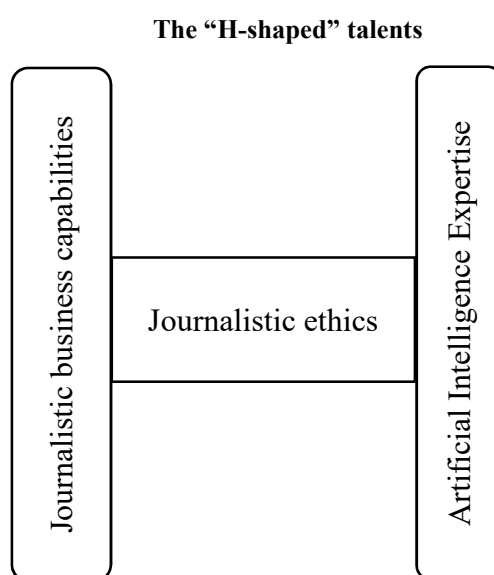 The “H-shaped” talents
Journalistic business capabilities
Journalistic ethics
Artificial Intelligence Expertise